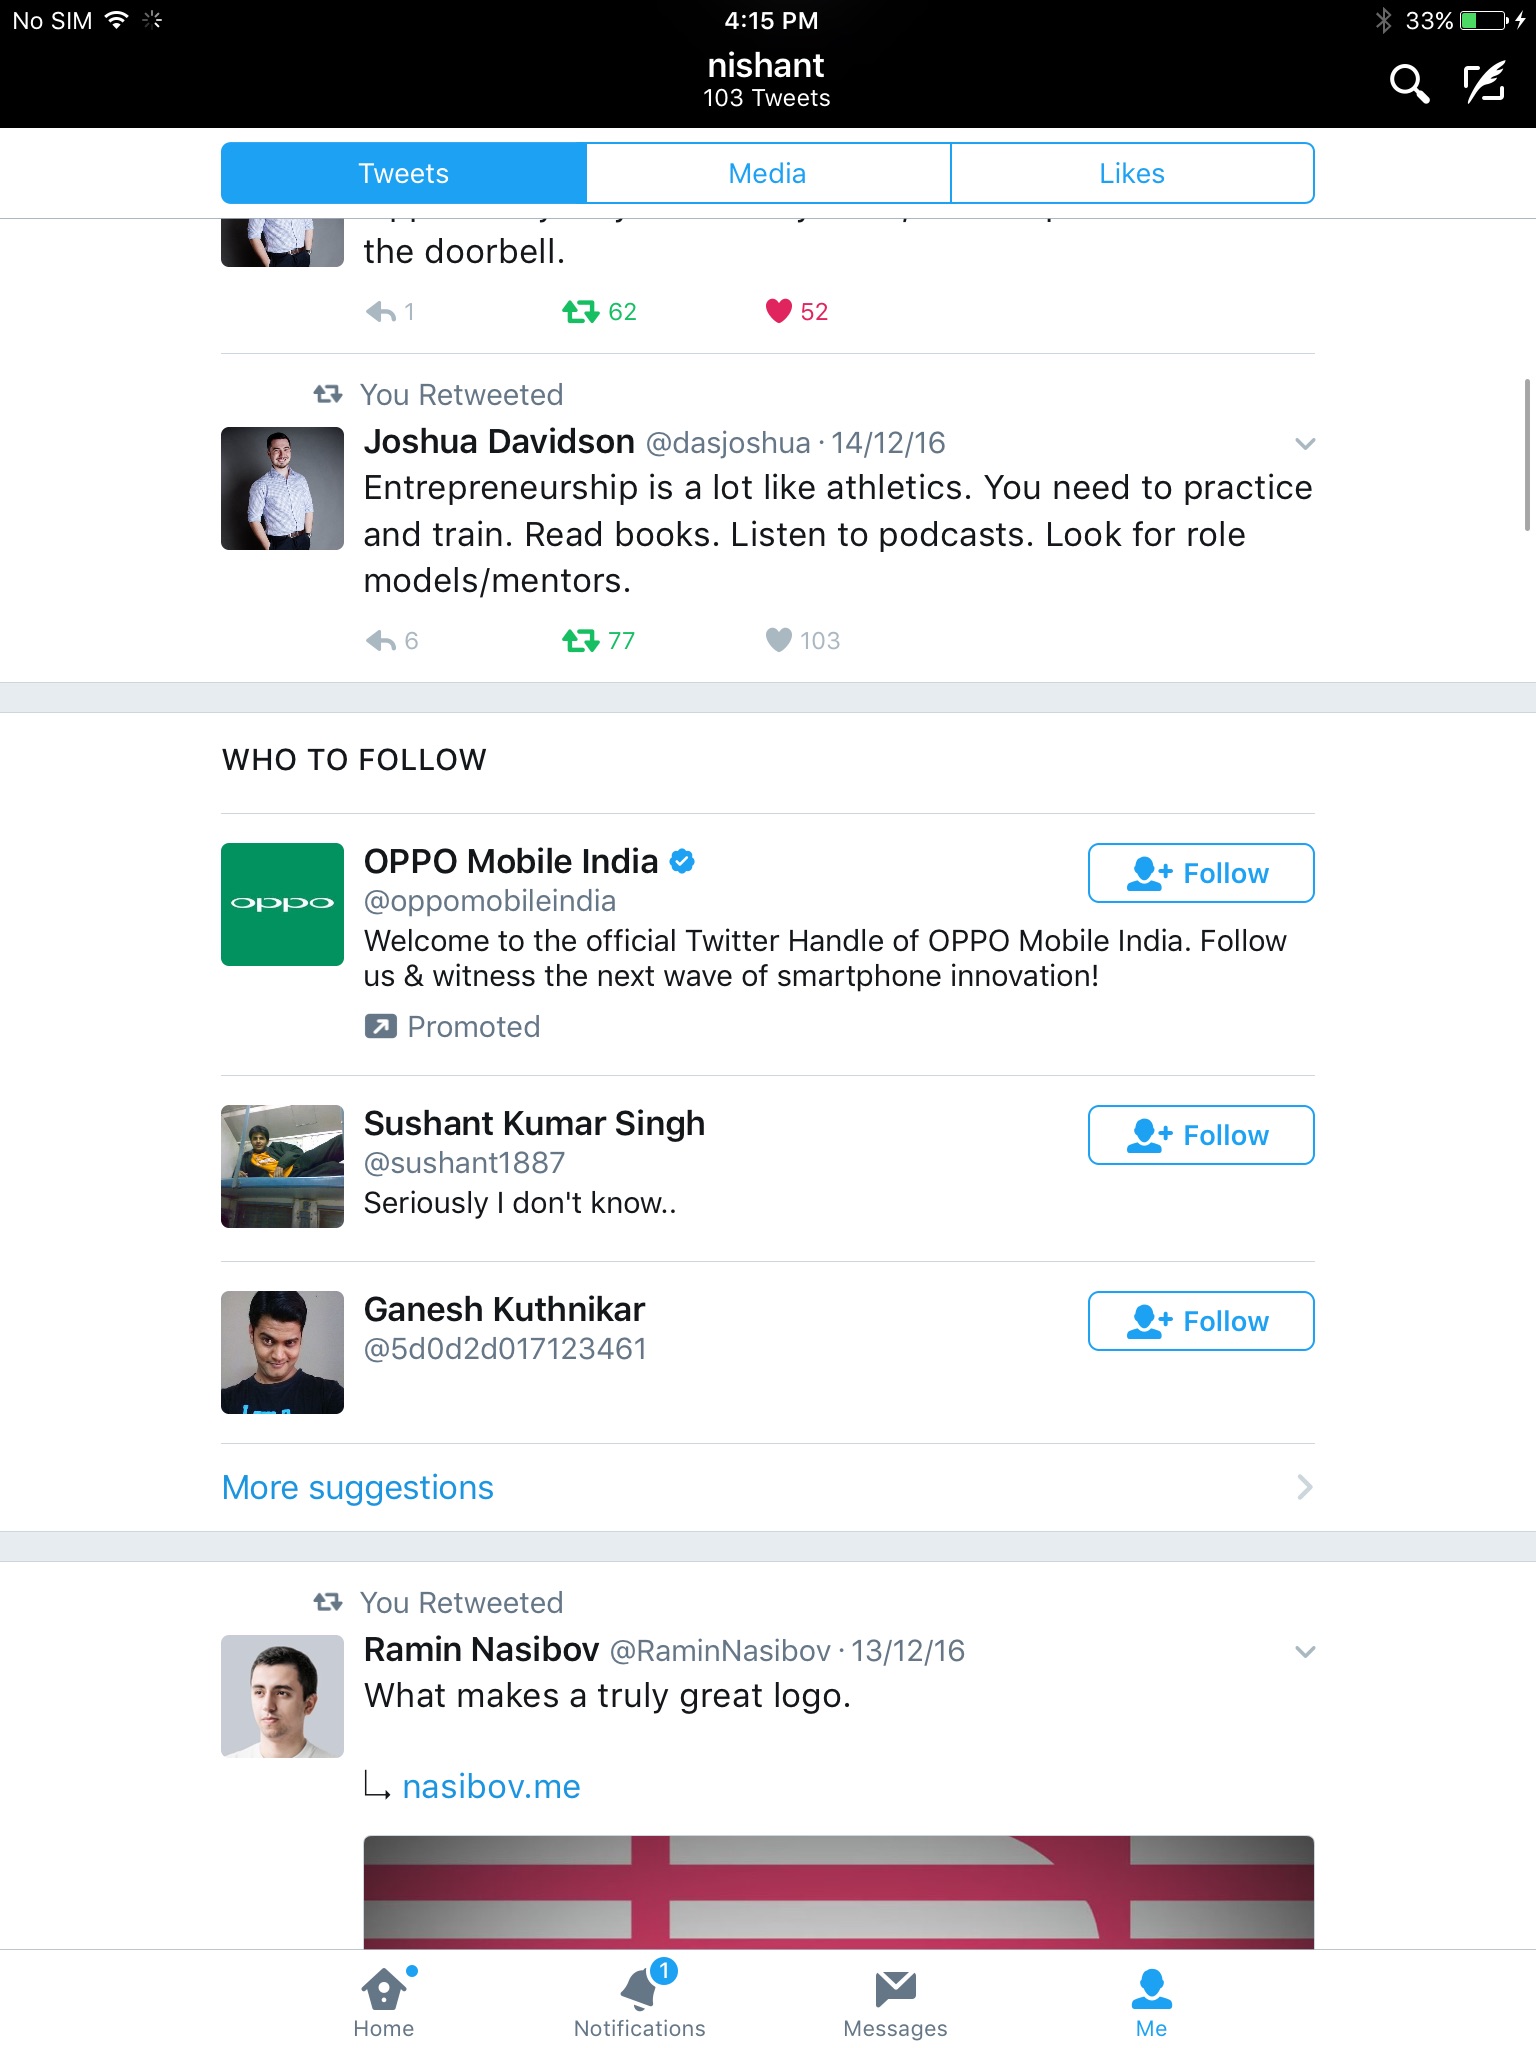 No SIM 4:15 PM 33%
nishant
103 Tweets
Tweets Media Likes
the doorbell.
1 62 52
You Retweeted
Joshua Davidson @dasjoshua · 14/12/16
Entrepreneurship is a lot like athletics. You need to practice
and train. Read books. Listen to podcasts. Look for role
models/mentors.
6 77 103
WHO TO FOLLOW
OPPO Mobile India
Follow
oppo
@oppomobileindia
Welcome to the official Twitter Handle of OPPO Mobile India. Follow
us & witness the next wave of smartphone innovation!
Promoted
Sushant Kumar Singh
Follow
@sushant1887
Seriously I don't know..
Ganesh Kuthnikar
Follow
@5d0d2d017123461
More suggestions
You Retweeted
Ramin Nasibov @RaminNasibov · 13/12/16
What makes a truly great logo.
nasibov.me
1
Home Notifications Messages Me